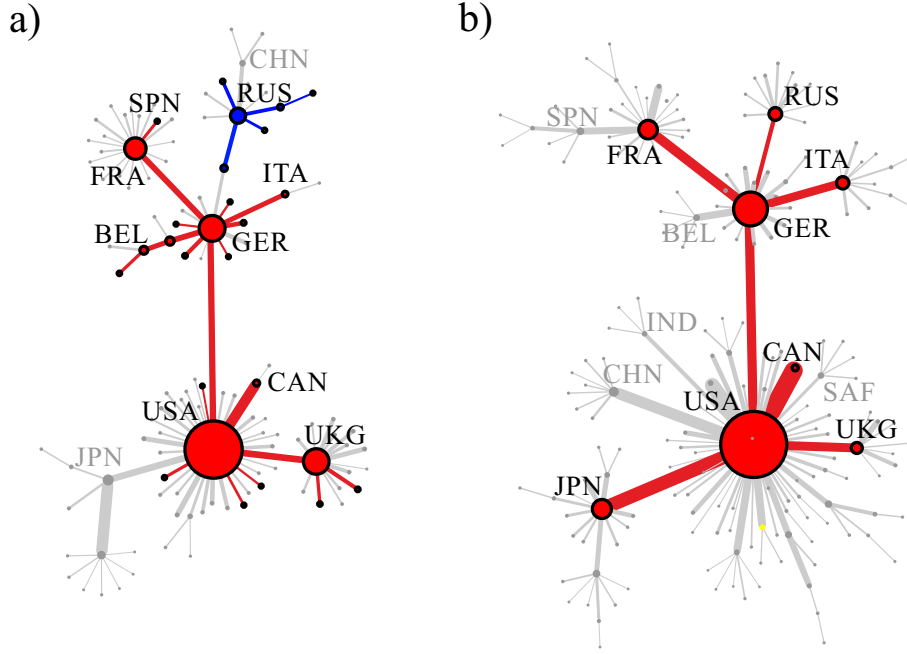 a)
CHN
RUS
SPN
FRA
ITA
BEL
GER
CAN
USA
UKG
JPN
b)
RUS
SPN
FRA
ITA
BEL
GER
IND
CAN
CHN
USA
SAF
UKG
JPN